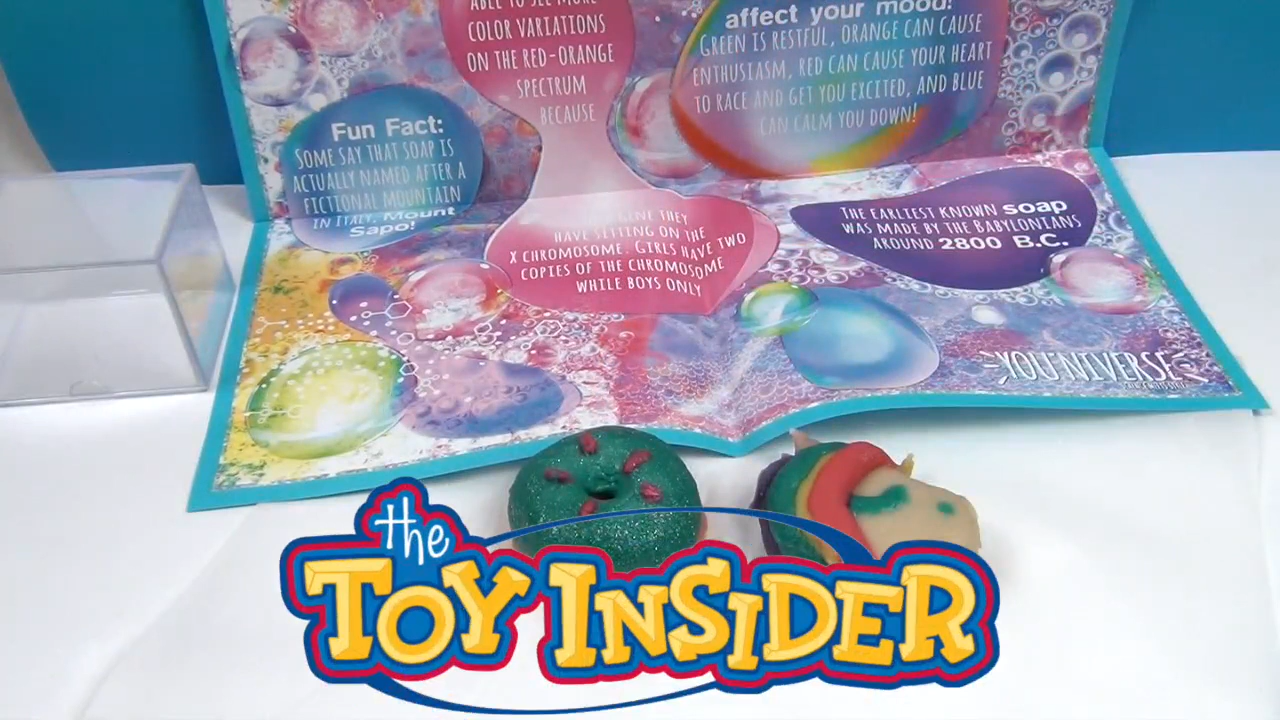 ABLE TO SEE MORE
COLOR VARIATIONS
ON THE RED-ORANGE
SPECTRUM
BECAUSE
affect your mood!
GREEN IS RESTFUL, ORANGE CAN CAUSE
ENTHUSIASM, RED CAN CAUSE YOUR HEART
TO RACE AND GET YOU EXCITED, AND BLUE
CAN CALM YOU DOWN!
Fun Fact:
SOME SAY THAT SOAP IS
ACTUALLY NAMED AFTER A
FICTIONAL MOUNTAIN
IN ITALY, Mount
Sapo!
GENE THEY
HAVE SITTING ON THE
X CHROMOSOME. GIRLS HAVE TWO
COPIES OF THE CHROMOSOME
WHILE BOYS ONLY
THE EARLIEST KNOWN soap
WAS MADE BY THE BABYLONIANS
AROUND 2800 B.C.
YOU*NIVERSE
the
TOY INSIDER